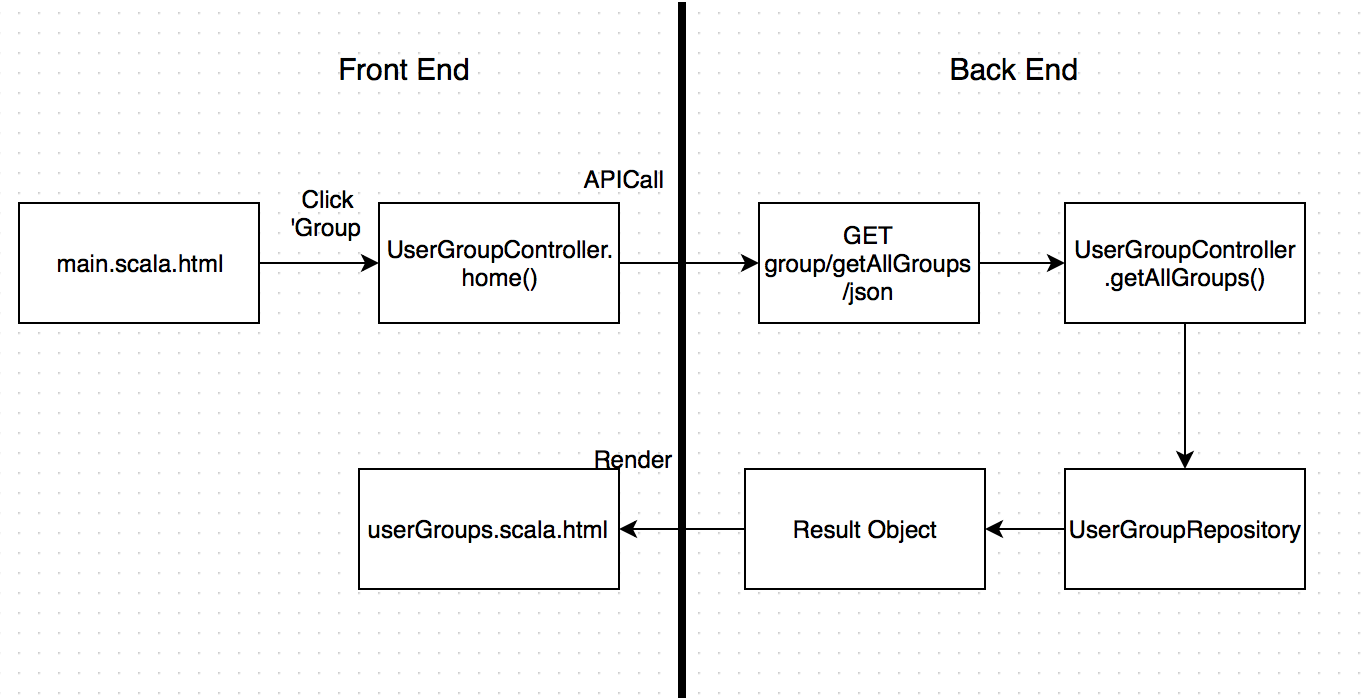 Front End
Back End
APICall
Click
'Group
main.scala.html
UserGroupController.
home()
GET
group/getAllGroups
/json
UserGroupController
.getAllGroups()
Render
userGroups.scala.html
Result Object
UserGroupRepository